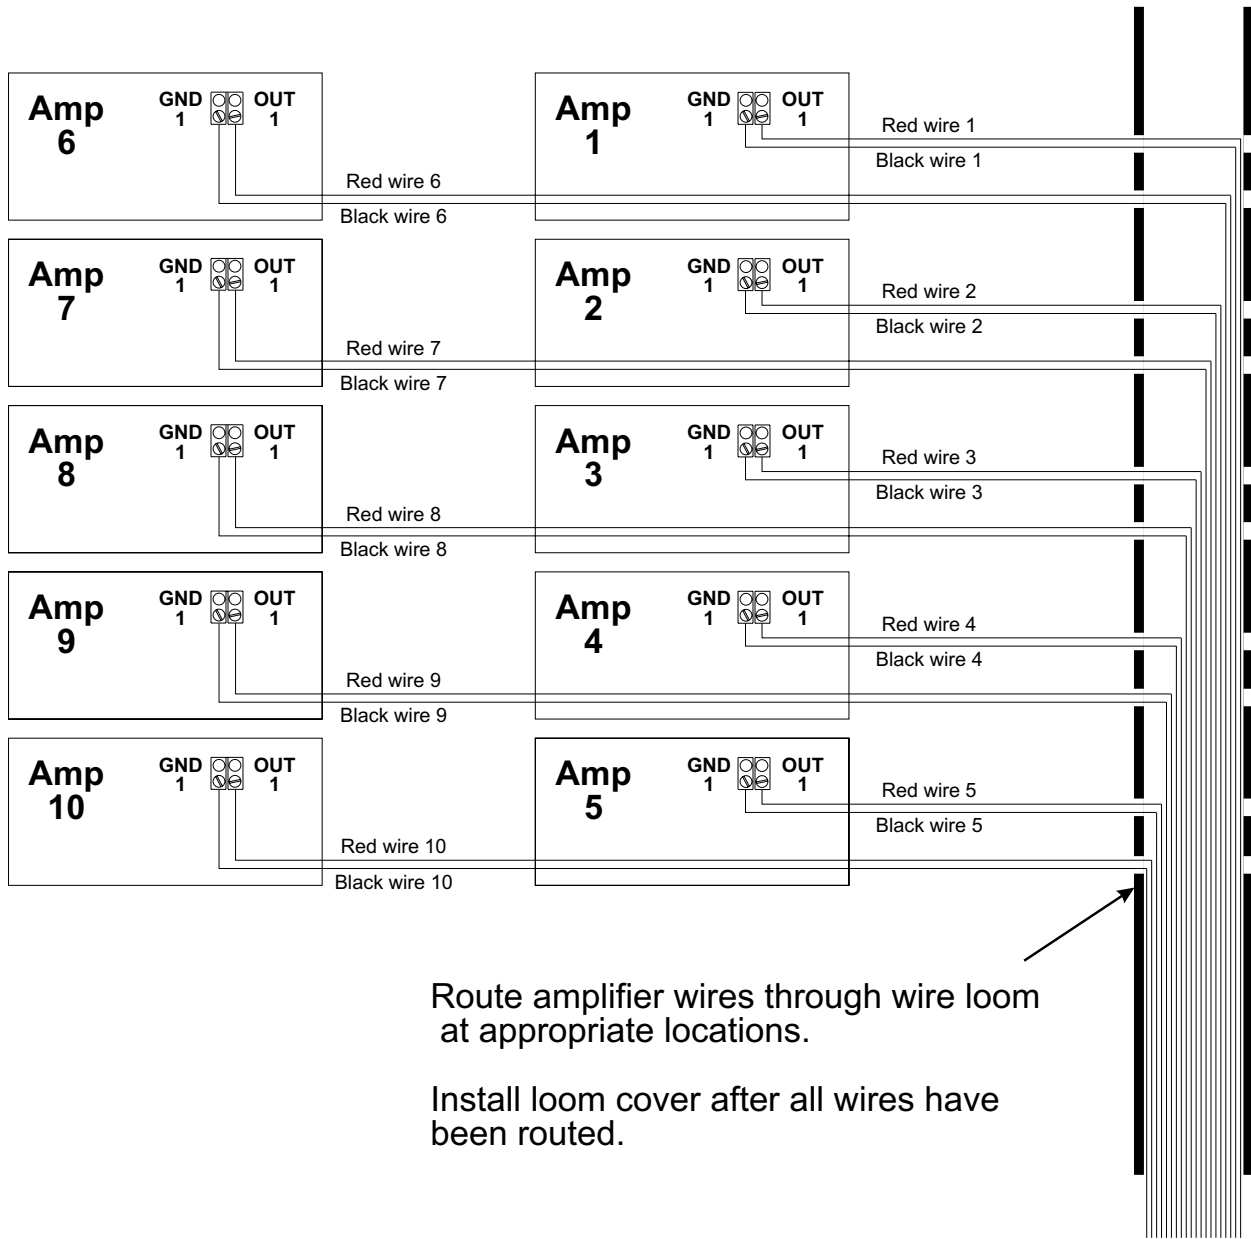 Amp
6
GND
1
OUT
1
Red wire 6
Black wire 6
Amp
1
GND
1
OUT
1
Red wire 1
Black wire 1
Amp
7
GND
1
OUT
1
Red wire 7
Black wire 7
Amp
2
GND
1
OUT
1
Red wire 2
Black wire 2
Amp
8
GND
1
OUT
1
Red wire 8
Black wire 8
Amp
3
GND
1
OUT
1
Red wire 3
Black wire 3
Amp
9
GND
1
OUT
1
Red wire 9
Black wire 9
Amp
4
GND
1
OUT
1
Red wire 4
Black wire 4
Amp
10
GND
1
OUT
1
Red wire 10
Black wire 10
Amp
5
GND
1
OUT
1
Red wire 5
Black wire 5
Route amplifier wires through wire loom
at appropriate locations.
Install loom cover after all wires have
been routed.